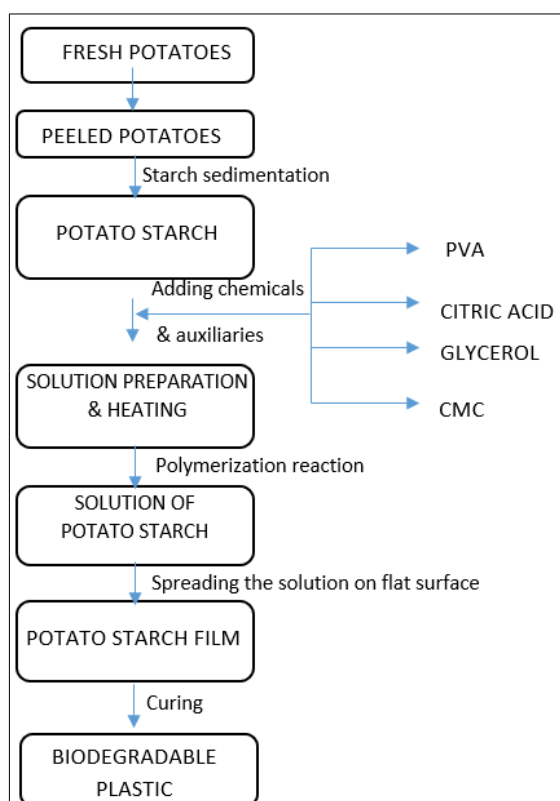 FRESH POTATOES
PEELED POTATOES
Starch sedimentation
POTATO STARCH
PVA
Adding chemicals
CITRIC ACID
& auxiliaries
GLYCEROL
SOLUTION PREPARATION
& HEATING
CMC
Polymerization reaction
SOLUTION OF
POTATO STARCH
Spreading the solution on flat surface
POTATO STARCH FILM
Curing
BIODEGRADABLE
PLASTIC